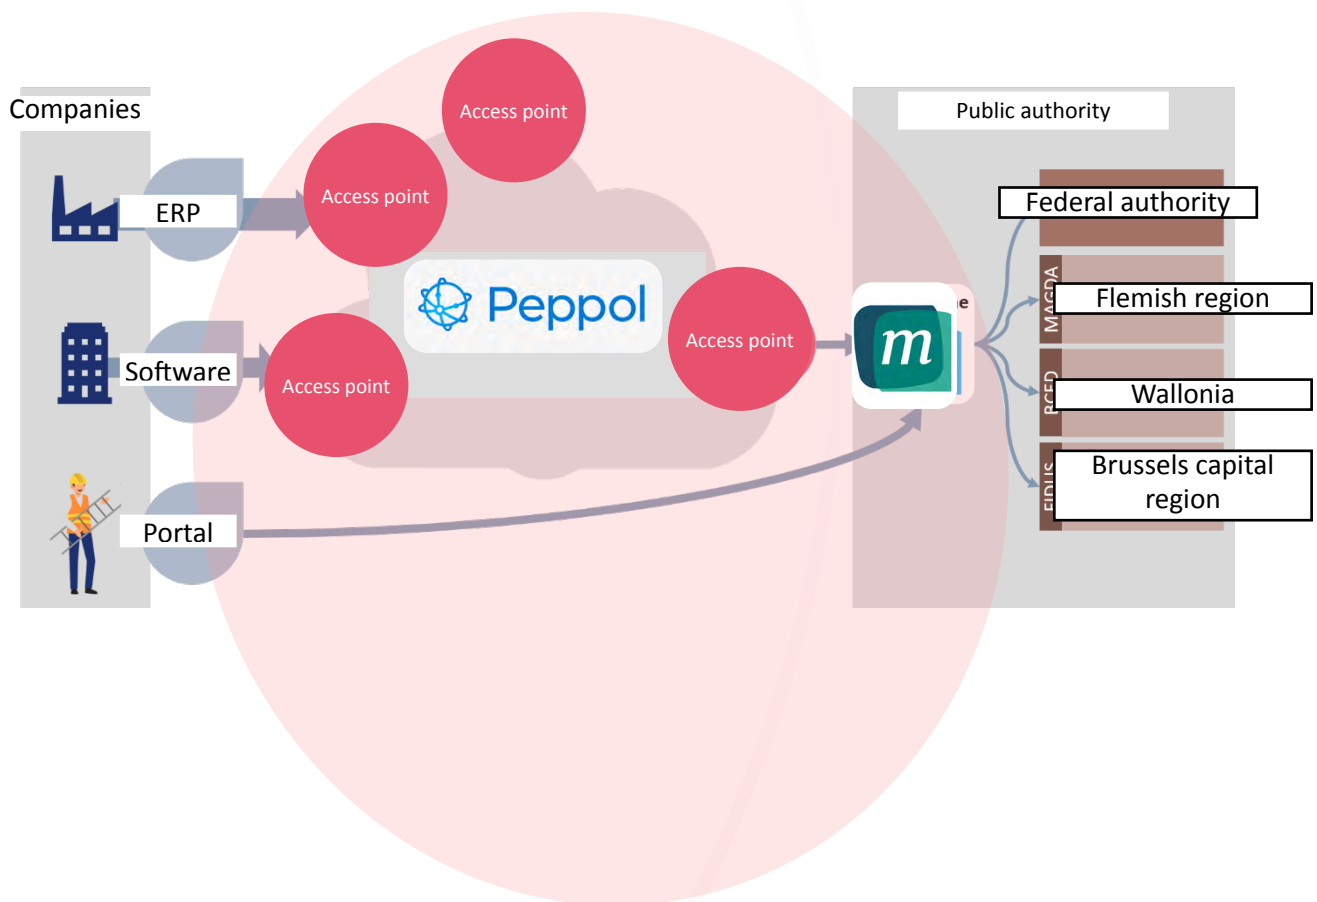 Companies
ERP
Software
Portal
Access point
Access point
Access point
Access point
Peppol
m
Public authority
Federal authority
MAGDA
Flemish region
Wallonia
Brussels capital
region